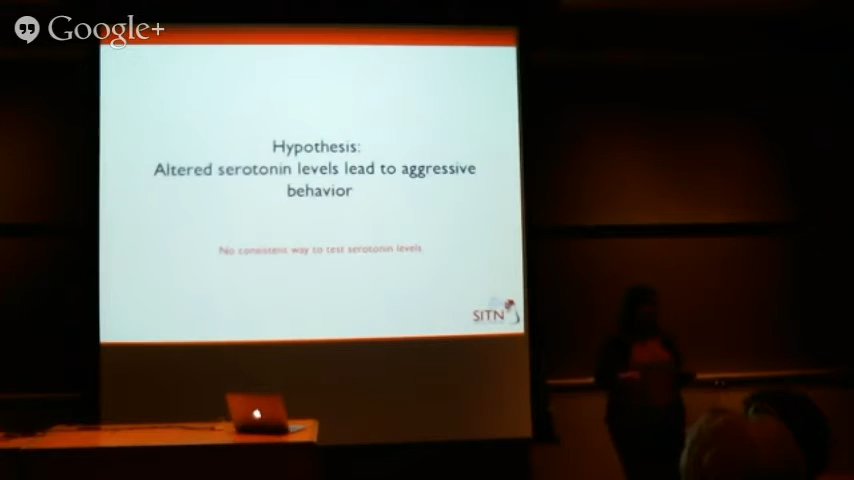 Google+
Hypothesis:
Altered serotonin levels lead to aggressive
behavior
No consistent way to test serotonin levels
SITN